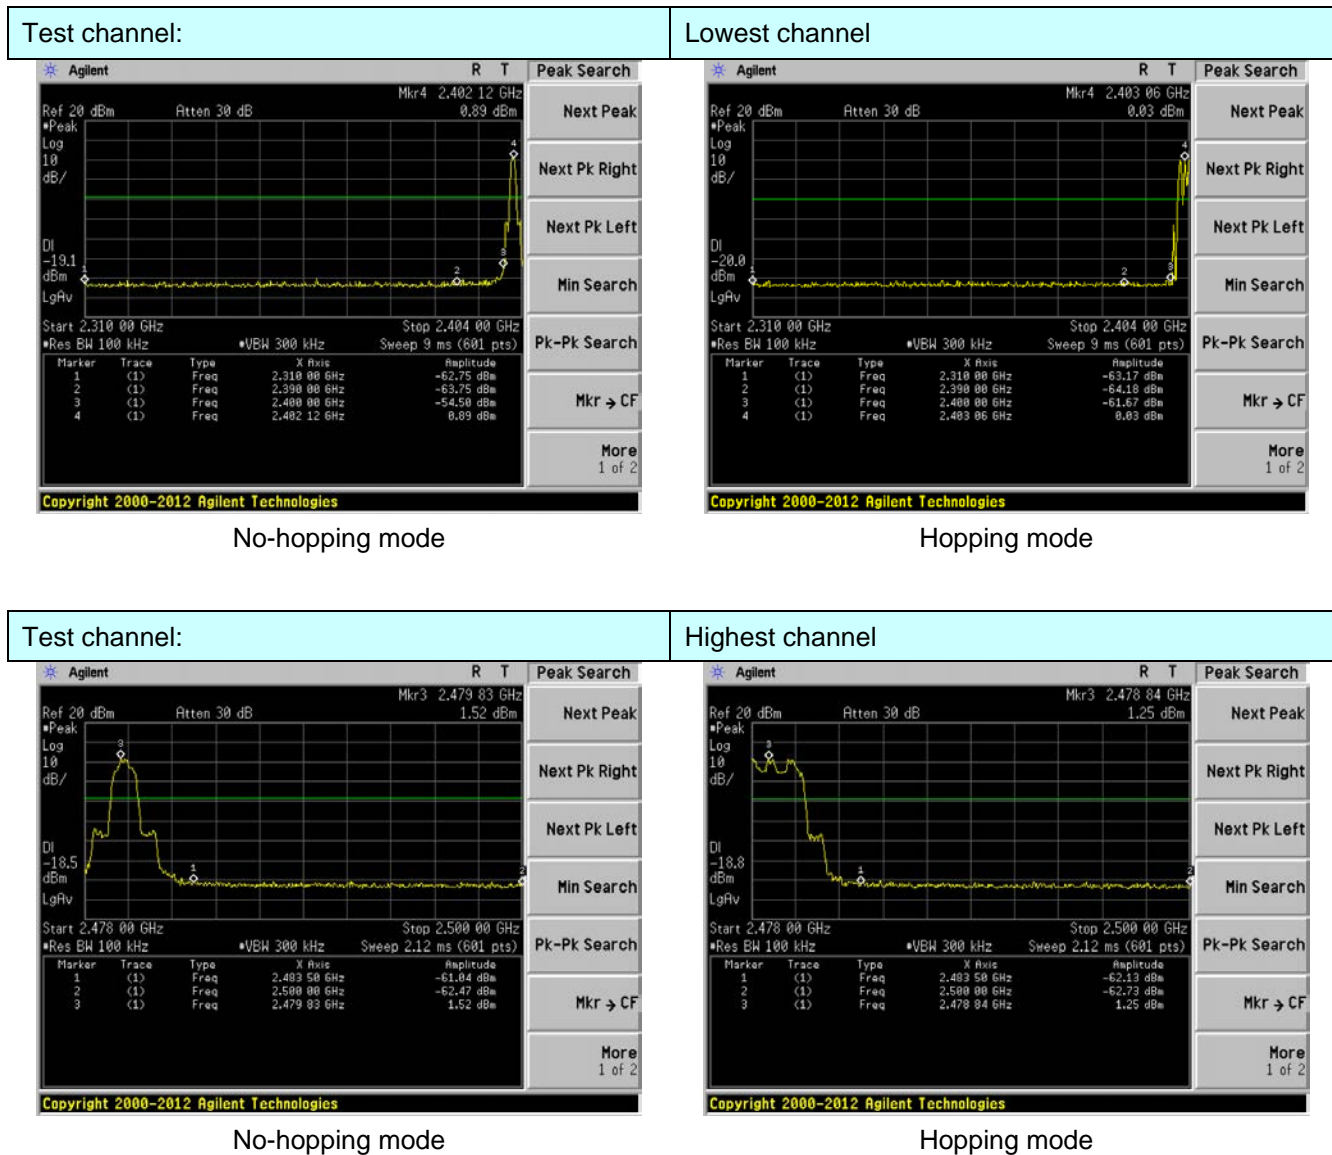 Test channel: Lowest channel
Agilent R T Peak Search
Mkr4 2.402 12 GHz
Ref 20 dBm Atten 30 dB 0.89 dBm
#Peak
Log
10
dB/
DI
-19.1
dBm
LgAv
4
3
2
1
Start 2.310 00 GHz Stop 2.404 00 GHz
#Res BW 100 kHz #VBW 300 kHz Sweep 9 ms (601 pts)
Marker Trace Type X Axis Amplitude
1 (1) Freq 2.310 00 GHz -62.75 dBm
2 (1) Freq 2.390 00 GHz -63.75 dBm
3 (1) Freq 2.400 00 GHz -54.50 dBm
4 (1) Freq 2.402 12 GHz 0.89 dBm
Next Peak
Next Pk Right
Next Pk Left
Min Search
Pk-Pk Search
Mkr → CF
More
1 of 2
Copyright 2000-2012 Agilent Technologies
No-hopping mode
Agilent R T Peak Search
Mkr4 2.403 06 GHz
Ref 20 dBm Atten 30 dB 0.03 dBm
#Peak
Log
10
dB/
DI
-20.0
dBm
LgAv
4
3
2
1
Start 2.310 00 GHz Stop 2.404 00 GHz
#Res BW 100 kHz #VBW 300 kHz Sweep 9 ms (601 pts)
Marker Trace Type X Axis Amplitude
1 (1) Freq 2.310 00 GHz -63.17 dBm
2 (1) Freq 2.390 00 GHz -64.18 dBm
3 (1) Freq 2.400 00 GHz -61.67 dBm
4 (1) Freq 2.403 06 GHz 0.03 dBm
Next Peak
Next Pk Right
Next Pk Left
Min Search
Pk-Pk Search
Mkr → CF
More
1 of 2
Copyright 2000-2012 Agilent Technologies
Hopping mode
Test channel: Highest channel
Agilent R T Peak Search
Mkr3 2.479 83 GHz
Ref 20 dBm Atten 30 dB 1.52 dBm
#Peak
Log
10
dB/
DI
-18.5
dBm
LgAv
3
1
2
Start 2.478 00 GHz Stop 2.500 00 GHz
#Res BW 100 kHz #VBW 300 kHz Sweep 2.12 ms (601 pts)
Marker Trace Type X Axis Amplitude
1 (1) Freq 2.483 50 GHz -61.04 dBm
2 (1) Freq 2.500 00 GHz -62.47 dBm
3 (1) Freq 2.479 83 GHz 1.52 dBm
Next Peak
Next Pk Right
Next Pk Left
Min Search
Pk-Pk Search
Mkr → CF
More
1 of 2
Copyright 2000-2012 Agilent Technologies
No-hopping mode
Agilent R T Peak Search
Mkr3 2.478 84 GHz
Ref 20 dBm Atten 30 dB 1.25 dBm
#Peak
Log
10
dB/
DI
-18.8
dBm
LgAv
3
1
2
Start 2.478 00 GHz Stop 2.500 00 GHz
#Res BW 100 kHz #VBW 300 kHz Sweep 2.12 ms (601 pts)
Marker Trace Type X Axis Amplitude
1 (1) Freq 2.483 50 GHz -62.13 dBm
2 (1) Freq 2.500 00 GHz -62.73 dBm
3 (1) Freq 2.478 84 GHz 1.25 dBm
Next Peak
Next Pk Right
Next Pk Left
Min Search
Pk-Pk Search
Mkr → CF
More
1 of 2
Copyright 2000-2012 Agilent Technologies
Hopping mode